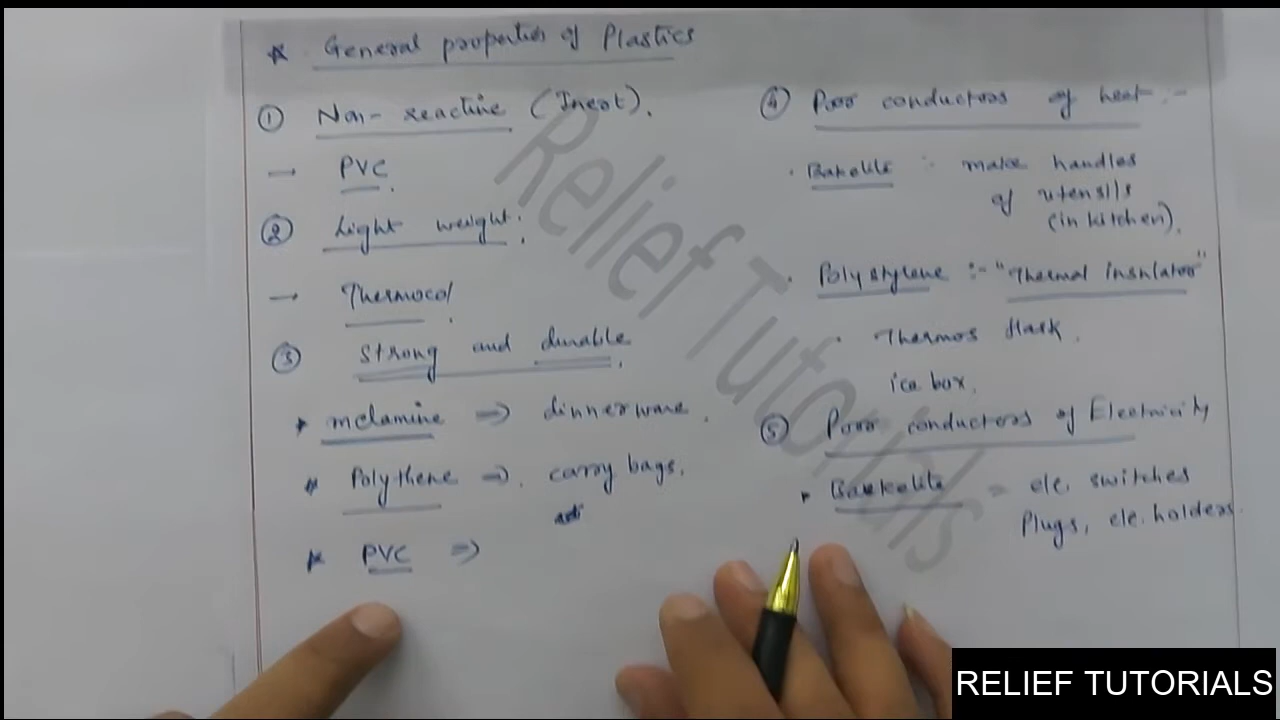 * General properties of Plastics
① Non-reactive (Inert).
→ PVC.
② Light weight.
→ Thermocol.
③ Strong and durable.
* melamine ⇒ dinnerware.
* Polythene ⇒ carry bags.
* PVC ⇒
④ Poor conductors of heat :-
• Bakelite :- make handles
of utensils
(in kitchen).
• Polystylene :- "Thermal insulator"
• Thermos flask.
ice box.
⑤ Poor conductors of Electricity
* Baekelite = ele. switches
Plugs, ele. holders.
Relief Tutorials
RELIEF TUTORIALS